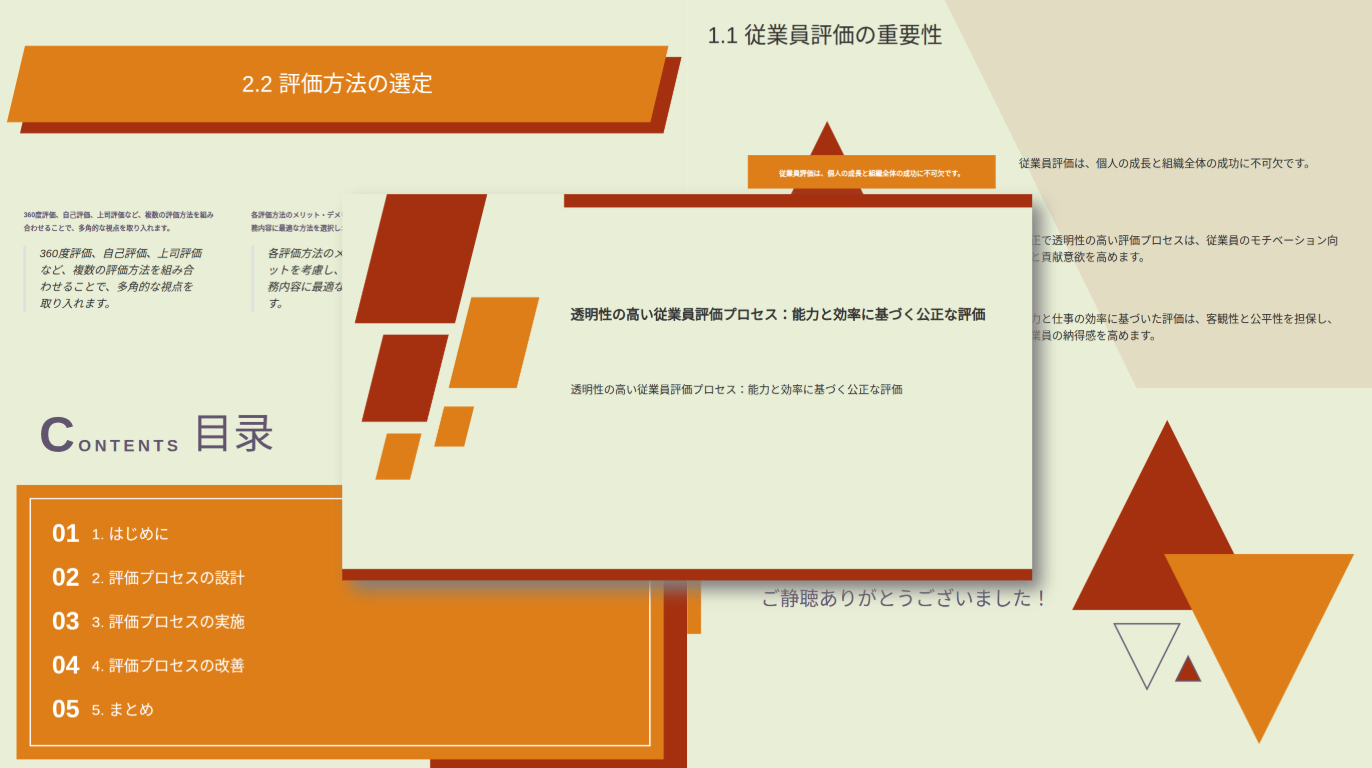 2.2 評価方法の選定
360度評価、自己評価、上司評価など、複数の評価方法を組み
合わせることで、多角的な視点を取り入れます。
360度評価、自己評価、上司評価
など、複数の評価方法を組み合
わせることで、多角的な視点を
取り入れます。
各評価方法のメリット・デメ
務内容に最適な方法を選択し
各評価方法のメ
ットを考慮し、
務内容に最適な
す。
1.1 従業員評価の重要性
従業員評価は、個人の成長と組織全体の成功に不可欠です。
従業員評価は、個人の成長と組織全体の成功に不可欠です。
正で透明性の高い評価プロセスは、従業員のモチベーション向
と貢献意欲を高めます。
力と仕事の効率に基づいた評価は、客観性と公平性を担保し、
業員の納得感を高めます。
透明性の高い従業員評価プロセス：能力と効率に基づく公正な評価
透明性の高い従業員評価プロセス：能力と効率に基づく公正な評価
CONTENTS 目录
01 1. はじめに
02 2. 評価プロセスの設計
03 3. 評価プロセスの実施
04 4. 評価プロセスの改善
05 5. まとめ
ご静聴ありがとうございました！